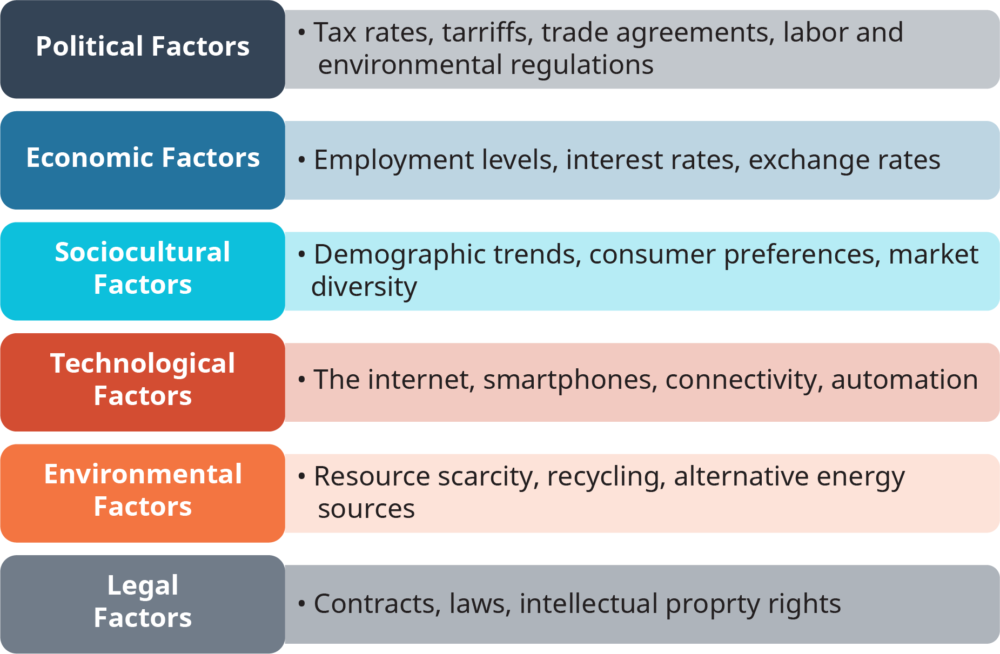 Political Factors
• Tax rates, tarriffs, trade agreements, labor and
environmental regulations
Economic Factors
• Employment levels, interest rates, exchange rates
Sociocultural
Factors
• Demographic trends, consumer preferences, market
diversity
Technological
Factors
• The internet, smartphones, connectivity, automation
Environmental
Factors
• Resource scarcity, recycling, alternative energy
sources
Legal
Factors
• Contracts, laws, intellectual proprty rights